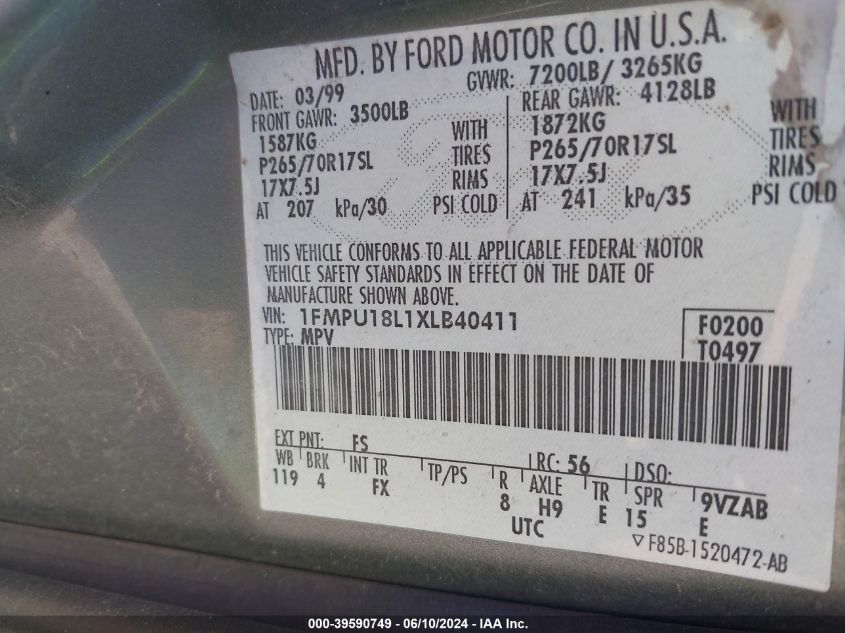 MFD. BY FORD MOTOR CO. IN U.S.A.
DATE: 03/99 GVWR: 7200LB/ 3265KG
FRONT GAWR: 3500LB REAR GAWR: 4128LB
1587KG WITH 1872KG WITH
P265/70R17SL TIRES P265/70R17SL TIRES
17X7.5J RIMS 17X7.5J RIMS
AT 207 kPa/30 PSI COLD AT 241 kPa/35 PSI COLD
THIS VEHICLE CONFORMS TO ALL APPLICABLE FEDERAL MOTOR
VEHICLE SAFETY STANDARDS IN EFFECT ON THE DATE OF
MANUFACTURE SHOWN ABOVE.
VIN: 1FMPU18L1XLB40411 F0200
TYPE: MPV T0497
EXT PNT: FS RC: 56 DSO:
WB BRK INT TR TP/PS R AXLE TR SPR 9VZAB
119 4 FX 8 H9 E 15 E
UTC
▽F85B-1520472-AB
000-39590749 - 06/10/2024 - IAA Inc.